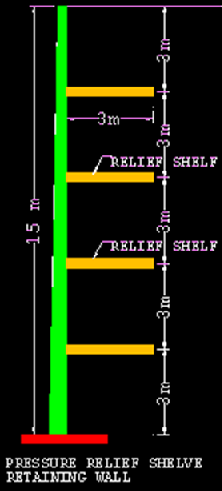 3m
3m
3m
RELIEF SHELF
3m
15 m
RELIEF SHELF
3m
3m
PRESSURE RELIEF SHELVE
RETAINING WALL